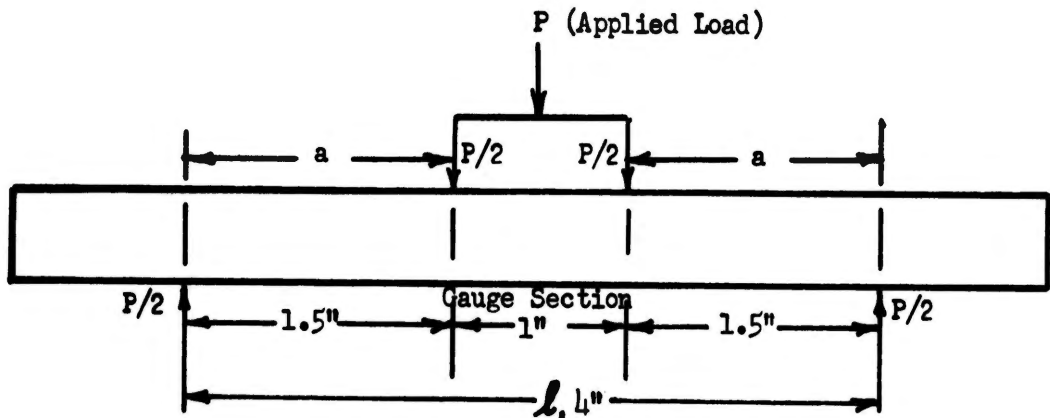 P (Applied Load)
a
P/2
P/2
a
P/2
Gauge Section
P/2
1.5"
1"
1.5"
l, 4"